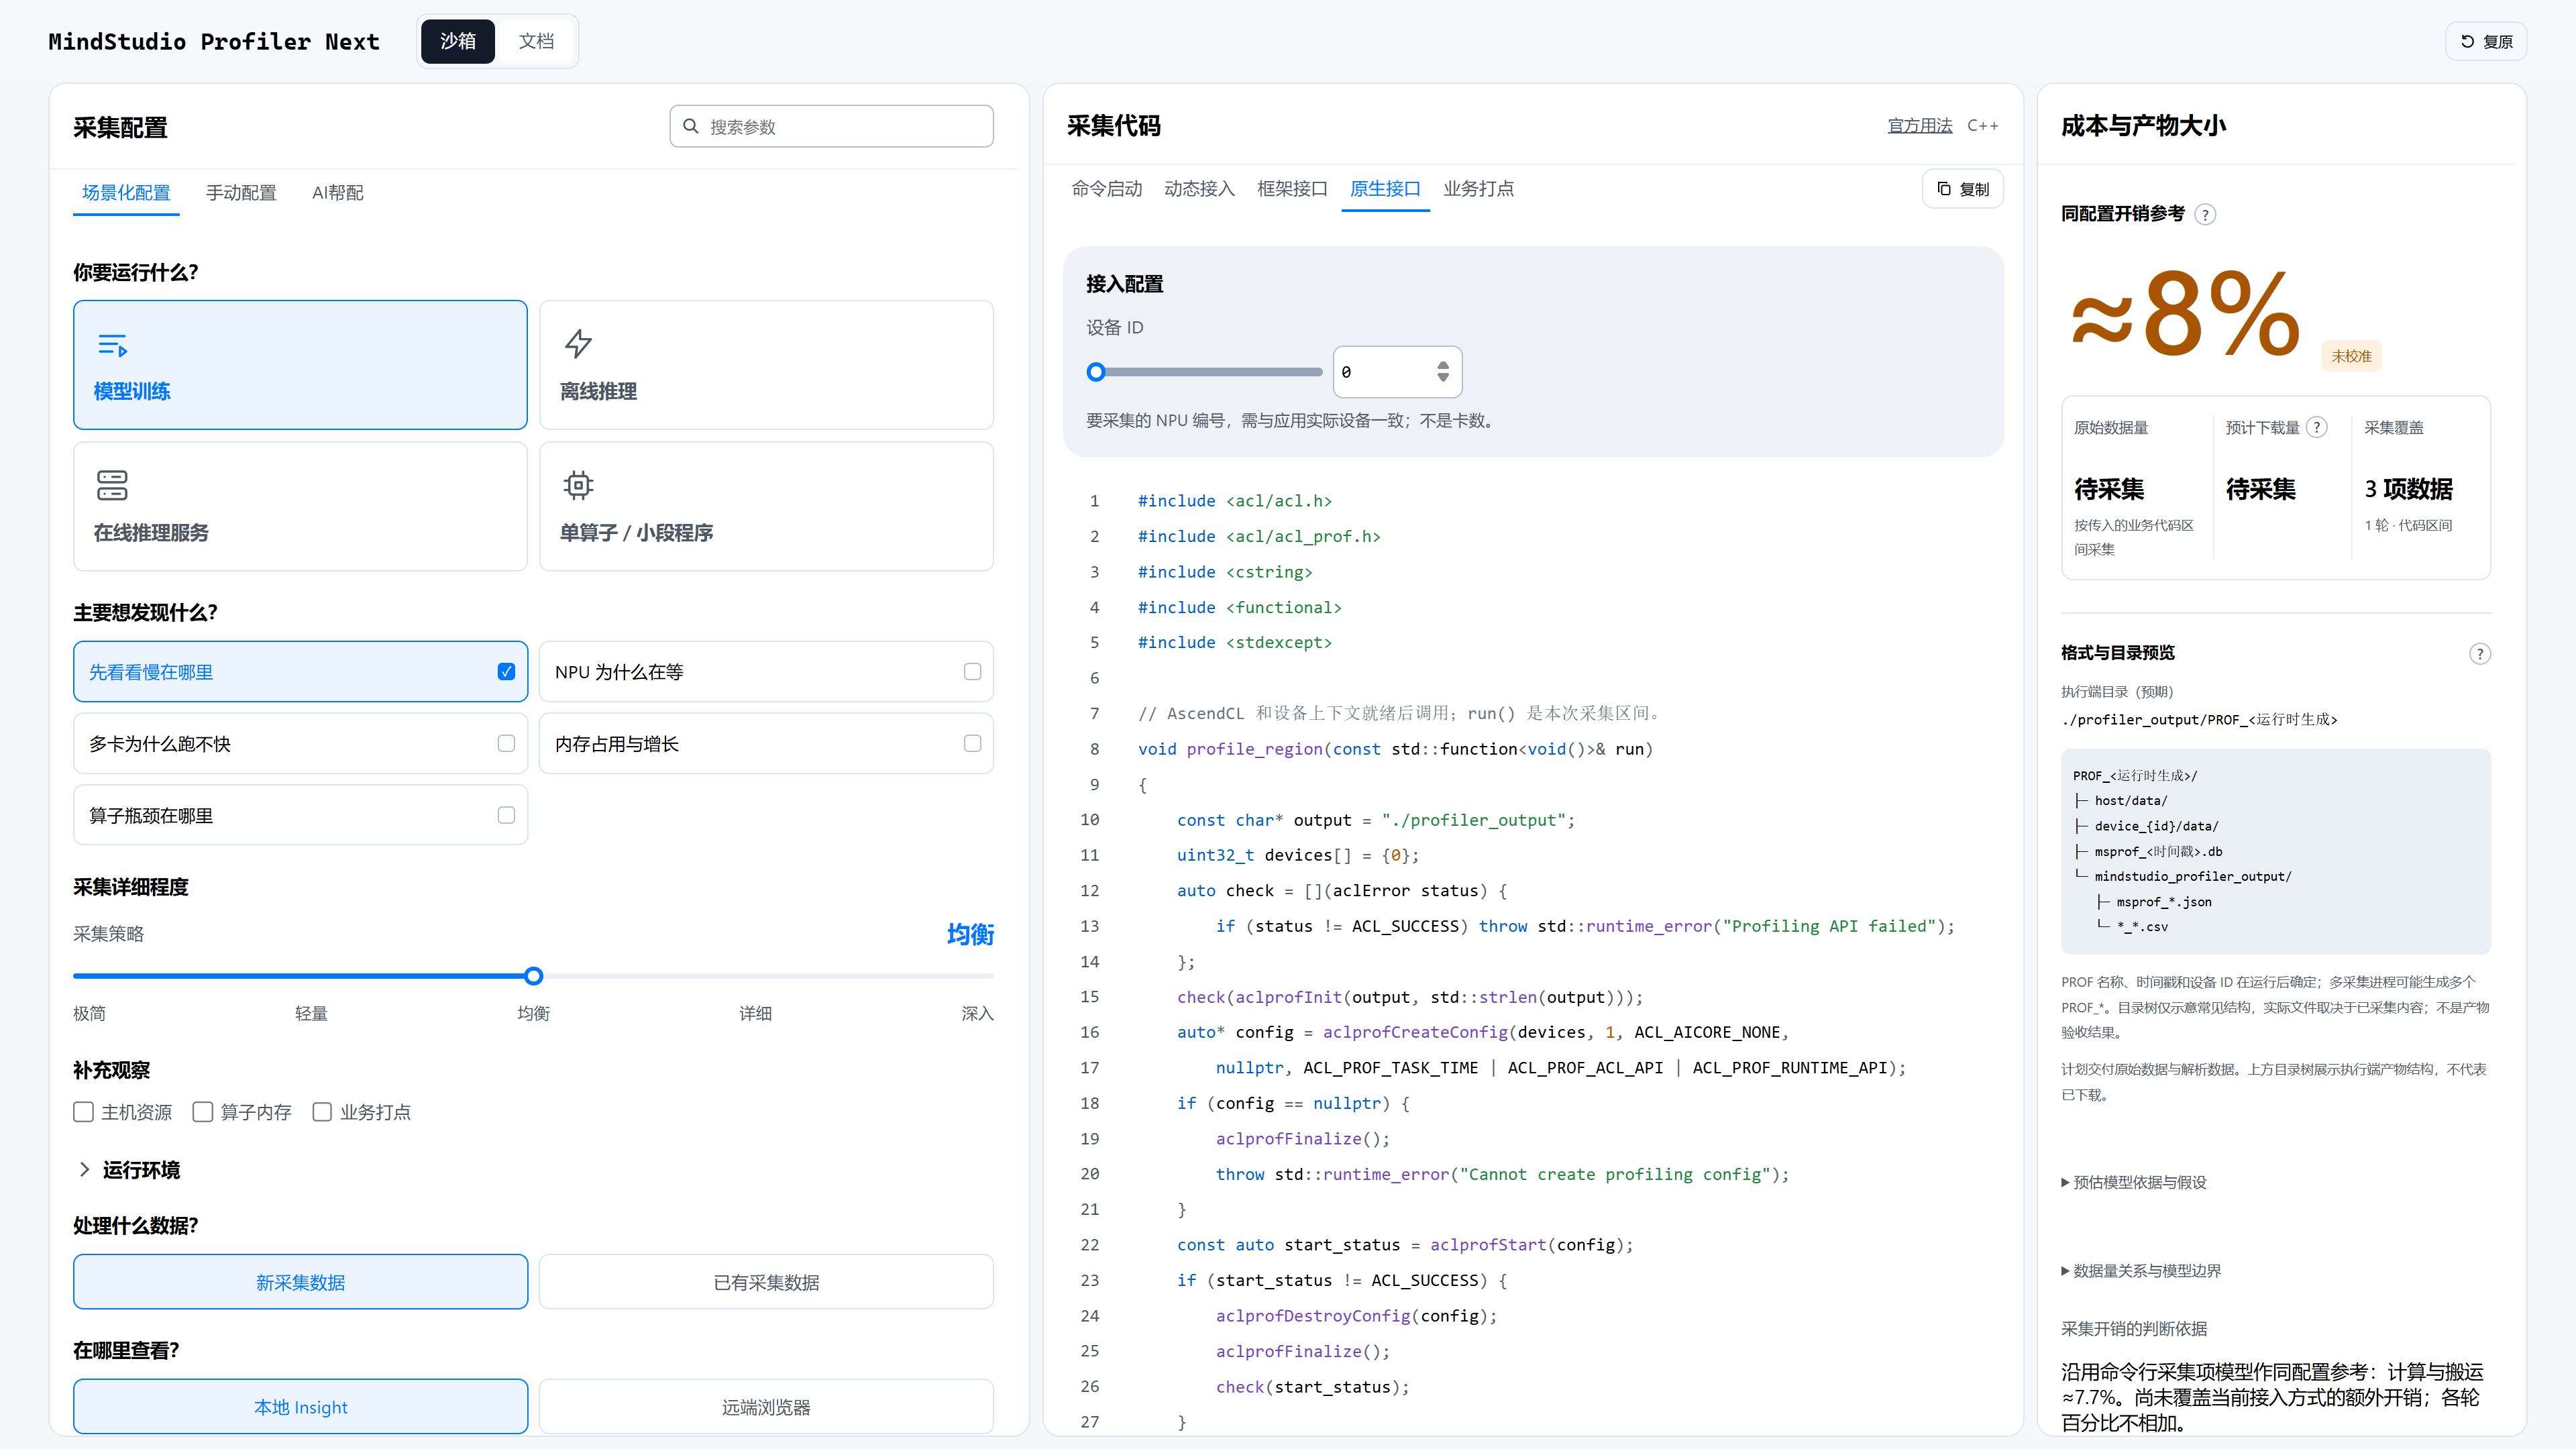 MindStudio Profiler Next
沙箱
文档
复原
采集配置
搜索参数
场景化配置
手动配置
AI帮配
你要运行什么？
模型训练
离线推理
在线推理服务
单算子 / 小段程序
主要想发现什么？
先看看慢在哪里
NPU 为什么在等
多卡为什么跑不快
内存占用与增长
算子瓶颈在哪里
采集详细程度
采集策略
均衡
极简
轻量
均衡
详细
深入
补充观察
主机资源
算子内存
业务打点
运行环境
处理什么数据？
新采集数据
已有采集数据
在哪里查看？
本地 Insight
远端浏览器
采集代码
官方用法
C++
命令启动
动态接入
框架接口
原生接口
业务打点
复制
接入配置
设备 ID
0
要采集的 NPU 编号，需与应用实际设备一致；不是卡数。
1 #include <acl/acl.h>
2 #include <acl/acl_prof.h>
3 #include <cstring>
4 #include <functional>
5 #include <stdexcept>
6
7 // AscendCL 和设备上下文就绪后调用；run() 是本次采集区间。
8 void profile_region(const std::function<void()>& run)
9 {
10     const char* output = "./profiler_output";
11     uint32_t devices[] = {0};
12     auto check = [](aclError status) {
13         if (status != ACL_SUCCESS) throw std::runtime_error("Profiling API failed");
14     };
15     check(aclprofInit(output, std::strlen(output)));
16     auto* config = aclprofCreateConfig(devices, 1, ACL_AICORE_NONE,
17         nullptr, ACL_PROF_TASK_TIME | ACL_PROF_ACL_API | ACL_PROF_RUNTIME_API);
18     if (config == nullptr) {
19         aclprofFinalize();
20         throw std::runtime_error("Cannot create profiling config");
21     }
22     const auto start_status = aclprofStart(config);
23     if (start_status != ACL_SUCCESS) {
24         aclprofDestroyConfig(config);
25         aclprofFinalize();
26         check(start_status);
27     }
成本与产物大小
同配置开销参考 ?
≈8%
未校准
原始数据量
待采集
按传入的业务代码区
间采集
预计下载量 ?
待采集
采集覆盖
3 项数据
1 轮 · 代码区间
格式与目录预览 ?
执行端目录（预期）
./profiler_output/PROF_<运行时生成>
PROF_<运行时生成>/
├─ host/data/
├─ device_{id}/data/
├─ msprof_<时间戳>.db
└─ mindstudio_profiler_output/
   ├─ msprof_*.json
   └─ *_*.csv
PROF 名称、时间戳和设备 ID 在运行后确定；多采集进程可能生成多个
PROF_*。目录树仅示意常见结构，实际文件取决于已采集内容；不是产物
验收结果。
计划交付原始数据与解析数据。上方目录树展示执行端产物结构，不代表
已下载。
预估模型依据与假设
数据量关系与模型边界
采集开销的判断依据
沿用命令行采集项模型作同配置参考：计算与搬运
≈7.7%。尚未覆盖当前接入方式的额外开销；各轮
百分比不相加。